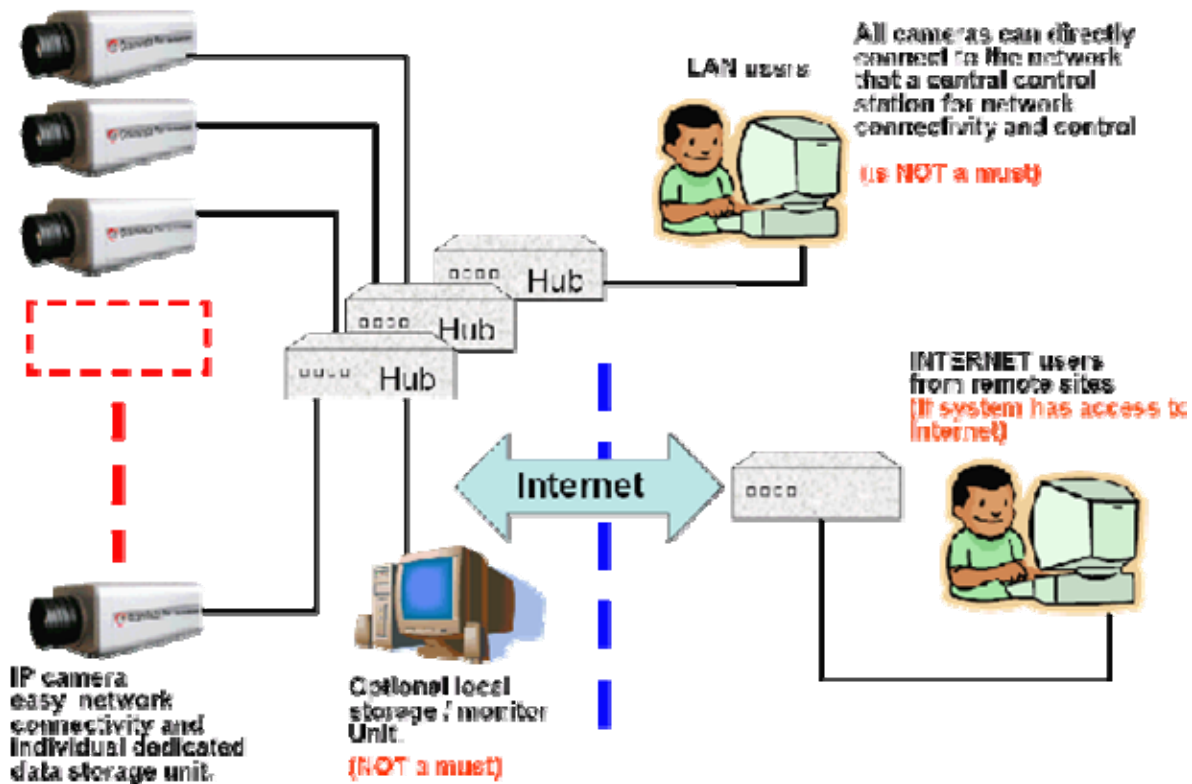 LAN users
All cameras can directly
connect to the network
that a central control
station for network
connectivity and control
(is NOT a must)
Hub
Hub
Hub
INTERNET users
from remote sites
(If system has access to
Internet)
Internet
IP camera
easy network
connectivity and
individual dedicated
data storage unit.
Optional local
storage / moniter
Unit.
(NOT a must)